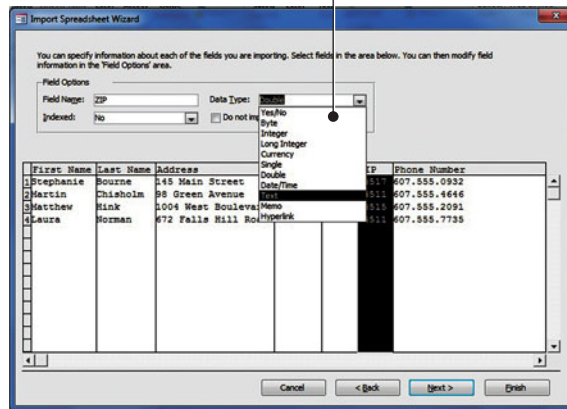 Import Spreadsheet Wizard
You can specify information about each of the fields you are importing. Select fields in the area below. You can then modify field
information in the 'Field Options' area.
Field Options
Field Name: ZIP Data Type: Double
Indexed: No Do not im
Yes/No
Byte
Integer
Long Integer
Currency
Single
Double
Date/Time
Text
Memo
Hyperlink
First Name Last Name Address IP Phone Number
1 Stephanie Bourne 145 Main Street 607.555.0932
2 Martin Chisholm 98 Green Avenue 607.555.4646
3 Matthew Hink 1004 West Bouleva 607.555.2091
4 Laura Norman 672 Falls Hill Ro 607.555.7735
Cancel < Back Next > Finish